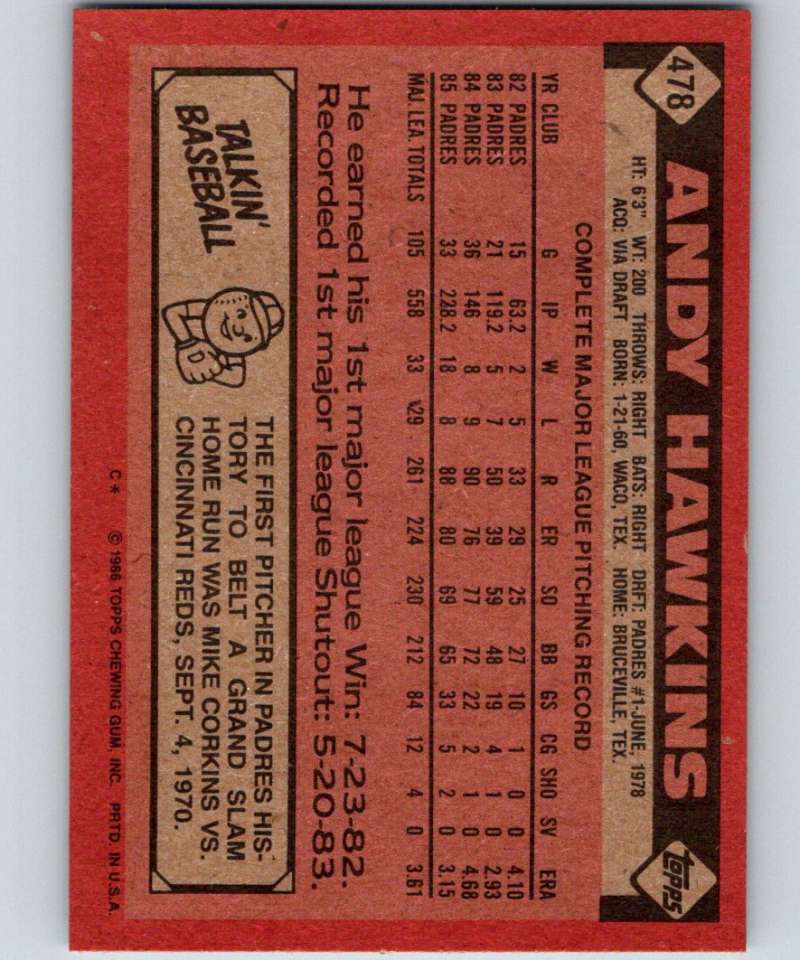 478
ANDY HAWKINS
topps
HT: 6'3" WT: 200 THROWS: RIGHT BATS: RIGHT DRFT: PADRES #1-JUNE, 1978
ACQ: VIA DRAFT BORN: 1-21-60, WACO, TEX. HOME: BRUCEVILLE, TEX.
COMPLETE MAJOR LEAGUE PITCHING RECORD
YR CLUB G IP W L R ER SO BB GS CG SHO SV ERA
82 PADRES 15 63.2 2 5 33 29 25 27 10 1 0 0 4.10
83 PADRES 21 119.2 5 7 50 39 59 48 19 4 1 0 2.93
84 PADRES 36 146 8 9 90 76 77 72 22 2 1 0 4.68
85 PADRES 33 228.2 18 8 88 80 69 65 33 5 2 0 3.15
MAJ. LEA. TOTALS 105 558 33 29 261 224 230 212 84 12 4 0 3.61
He earned his 1st major league Win: 7-23-82.
Recorded 1st major league Shutout: 5-20-83.
TALKIN'
BASEBALL
THE FIRST PITCHER IN PADRES HIS-
TORY TO BELT A GRAND SLAM
HOME RUN WAS MIKE CORKINS VS.
CINCINNATI REDS, SEPT. 4, 1970.
C* © 1986 TOPPS CHEWING GUM, INC. PRTD. IN U.S.A.